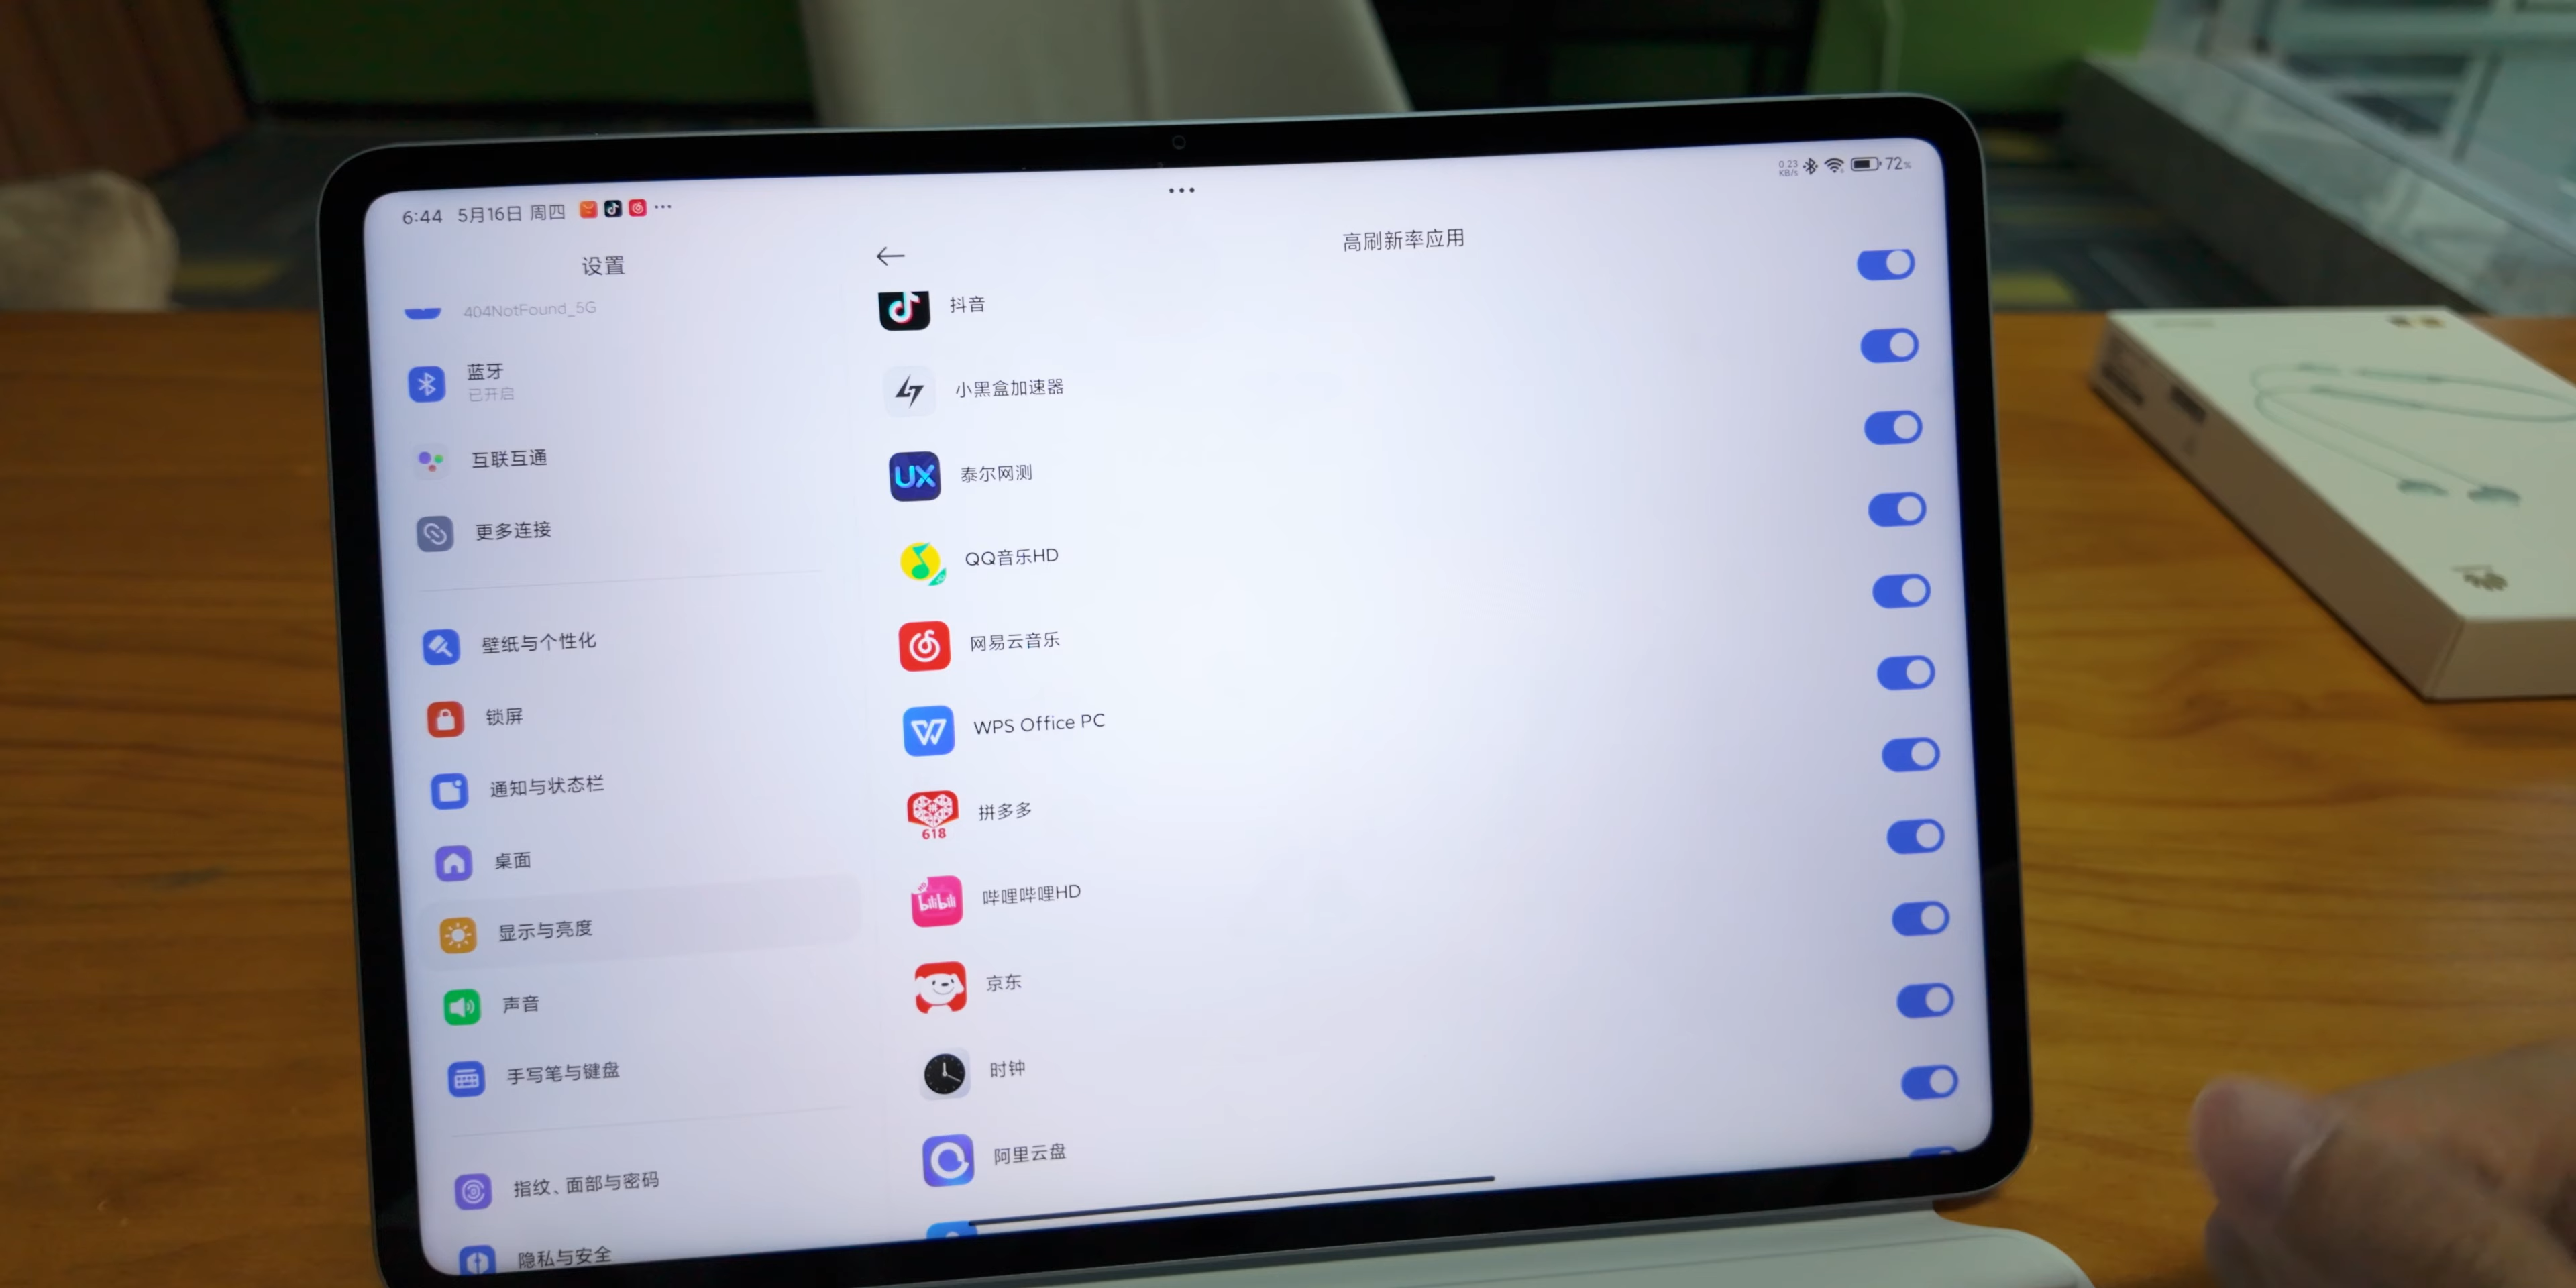 6:44 5月16日 周四
0.23
KB/s
72%
设置
高刷新率应用
404NotFound_5G
蓝牙
已开启
互联互通
更多连接
壁纸与个性化
锁屏
通知与状态栏
桌面
显示与亮度
声音
手写笔与键盘
指纹、面部与密码
隐私与安全
抖音
小黑盒加速器
UX
泰尔网测
QQ音乐HD
网易云音乐
WPS Office PC
拼
618
拼多多
bilibili
哔哩哔哩HD
京东
时钟
阿里云盘